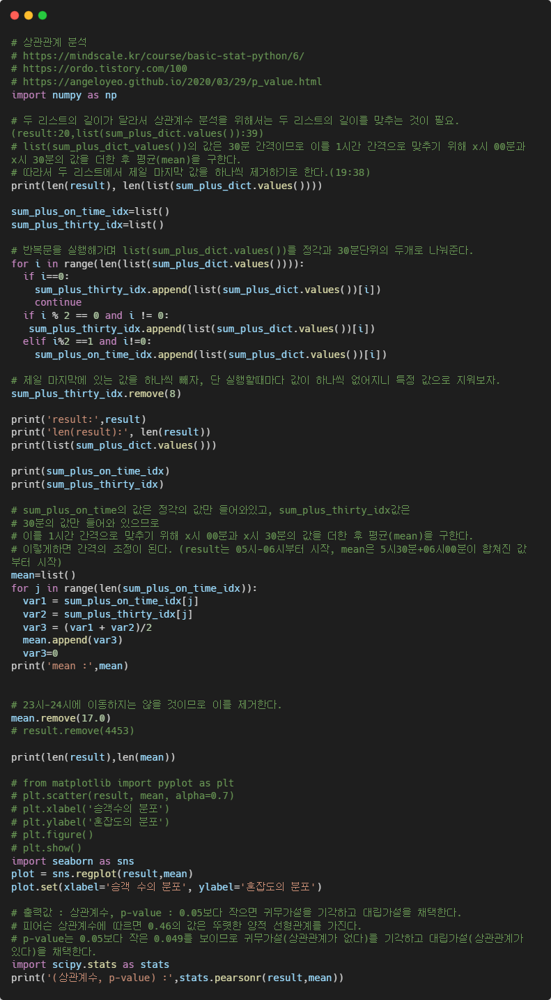 # 상관관계 분석
# https://mindscale.kr/course/basic-stat-python/6/
# https://ordo.tistory.com/100
# https://angeloyeo.github.io/2020/03/29/p_value.html
import numpy as np
# 두 리스트의 길이가 달라서 상관계수 분석을 위해서는 두 리스트의 길이를 맞추는 것이 필요.
(result:20,list(sum_plus_dict.values()):39)
# list(sum_plus_dict_values())의 값은 30분 간격이므로 이를 1시간 간격으로 맞추기 위해 x시 00분과
x시 30분의 값을 더한 후 평균(mean)을 구한다.
# 따라서 두 리스트에서 제일 마지막 값을 하나씩 제거하기로 한다.(19:38)
print(len(result), len(list(sum_plus_dict.values())))
sum_plus_on_time_idx=list()
sum_plus_thirty_idx=list()
# 반복문을 실행해가며 list(sum_plus_dict.values())를 정각과 30분단위의 두개로 나눠준다.
for i in range(len(list(sum_plus_dict.values()))):
  if i==0:
    sum_plus_thirty_idx.append(list(sum_plus_dict.values())[i])
    continue
  if i % 2 == 0 and i != 0:
   sum_plus_thirty_idx.append(list(sum_plus_dict.values())[i])
  elif i%2 ==1 and i!=0:
    sum_plus_on_time_idx.append(list(sum_plus_dict.values())[i])
# 제일 마지막에 있는 값을 하나씩 빼자, 단 실행할때마다 값이 하나씩 없어지니 특정 값으로 지워보자.
sum_plus_thirty_idx.remove(8)
print('result:',result)
print('len(result):', len(result))
print(list(sum_plus_dict.values()))
print(sum_plus_on_time_idx)
print(sum_plus_thirty_idx)
# sum_plus_on_time의 값은 정각의 값만 들어와있고, sum_plus_thirty_idx값은
# 30분의 값만 들어와 있으므로
# 이를 1시간 간격으로 맞추기 위해 x시 00분과 x시 30분의 값을 더한 후 평균(mean)을 구한다.
# 이렇게하면 간격의 조정이 된다. (result는 05시-06시부터 시작, mean은 5시30분+06시00분이 합쳐진 값
부터 시작)
mean=list()
for j in range(len(sum_plus_on_time_idx)):
  var1 = sum_plus_on_time_idx[j]
  var2 = sum_plus_thirty_idx[j]
  var3 = (var1 + var2)/2
  mean.append(var3)
  var3=0
print('mean :',mean)
# 23시-24시에 이동하지는 않을 것이므로 이를 제거한다.
mean.remove(17.0)
# result.remove(4453)
print(len(result),len(mean))
# from matplotlib import pyplot as plt
# plt.scatter(result, mean, alpha=0.7)
# plt.xlabel('승객수의 분포')
# plt.ylabel('혼잡도의 분포')
# plt.figure()
# plt.show()
import seaborn as sns
plot = sns.regplot(result,mean)
plot.set(xlabel='승객 수의 분포', ylabel='혼잡도의 분포')
# 출력값 : 상관계수, p-value : 0.05보다 작으면 귀무가설을 기각하고 대립가설을 채택한다.
# 피어슨 상관계수에 따르면 0.46의 값은 뚜렷한 양적 선형관계를 가진다.
# p-value는 0.05보다 작은 0.049를 보이므로 귀무가설(상관관계가 없다)를 기각하고 대립가설(상관관계가
있다)을 채택한다.
import scipy.stats as stats
print('(상관계수, p-value) :',stats.pearsonr(result,mean))